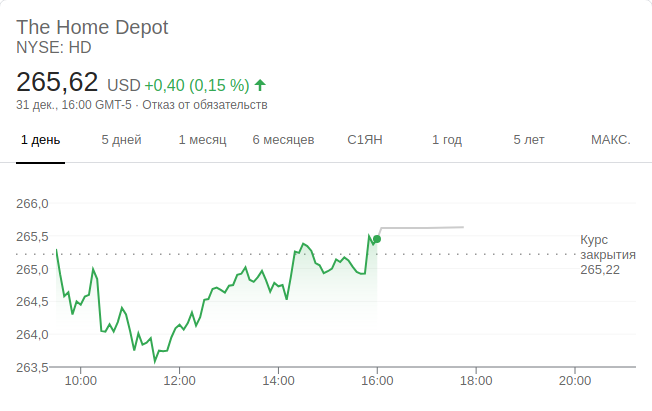 The Home Depot
NYSE: HD
265,62 USD +0,40 (0,15 %)
31 дек., 16:00 GMT-5 · Отказ от обязательств
1 день 5 дней 1 месяц 6 месяцев С1ЯН 1 год 5 лет МАКС.
266,0
265,5
265,0
264,5
264,0
263,5
Курс
закрытия
265,22
10:00 12:00 14:00 16:00 18:00 20:00